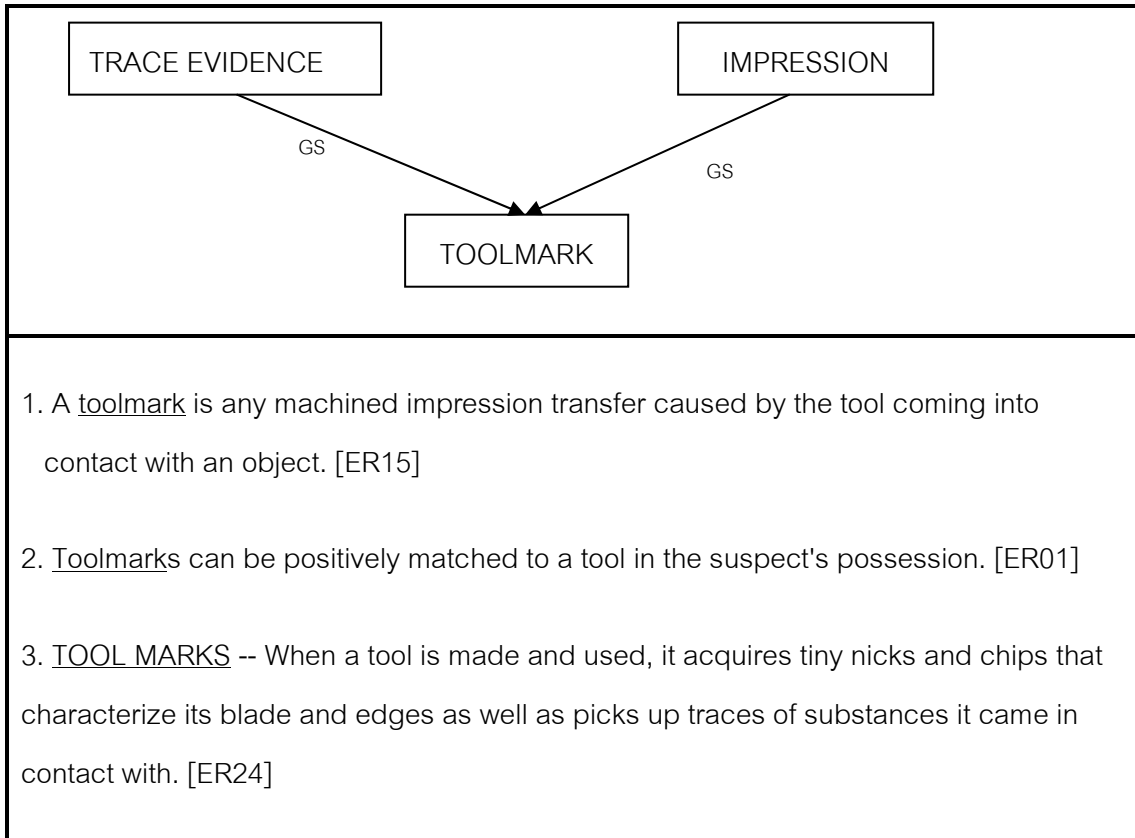 TRACE EVIDENCE
IMPRESSION
GS
GS
TOOLMARK
1. A toolmark is any machined impression transfer caused by the tool coming into
contact with an object. [ER15]
2. Toolmarks can be positively matched to a tool in the suspect's possession. [ER01]
3. TOOL MARKS -- When a tool is made and used, it acquires tiny nicks and chips that
characterize its blade and edges as well as picks up traces of substances it came in
contact with. [ER24]